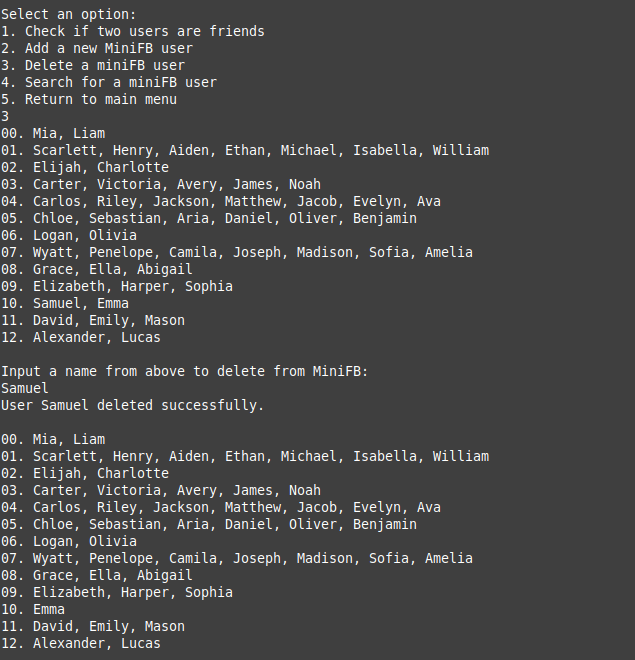 Select an option:
1. Check if two users are friends
2. Add a new MiniFB user
3. Delete a miniFB user
4. Search for a miniFB user
5. Return to main menu
3
00. Mia, Liam
01. Scarlett, Henry, Aiden, Ethan, Michael, Isabella, William
02. Elijah, Charlotte
03. Carter, Victoria, Avery, James, Noah
04. Carlos, Riley, Jackson, Matthew, Jacob, Evelyn, Ava
05. Chloe, Sebastian, Aria, Daniel, Oliver, Benjamin
06. Logan, Olivia
07. Wyatt, Penelope, Camila, Joseph, Madison, Sofia, Amelia
08. Grace, Ella, Abigail
09. Elizabeth, Harper, Sophia
10. Samuel, Emma
11. David, Emily, Mason
12. Alexander, Lucas

Input a name from above to delete from MiniFB:
Samuel
User Samuel deleted successfully.

00. Mia, Liam
01. Scarlett, Henry, Aiden, Ethan, Michael, Isabella, William
02. Elijah, Charlotte
03. Carter, Victoria, Avery, James, Noah
04. Carlos, Riley, Jackson, Matthew, Jacob, Evelyn, Ava
05. Chloe, Sebastian, Aria, Daniel, Oliver, Benjamin
06. Logan, Olivia
07. Wyatt, Penelope, Camila, Joseph, Madison, Sofia, Amelia
08. Grace, Ella, Abigail
09. Elizabeth, Harper, Sophia
10. Emma
11. David, Emily, Mason
12. Alexander, Lucas